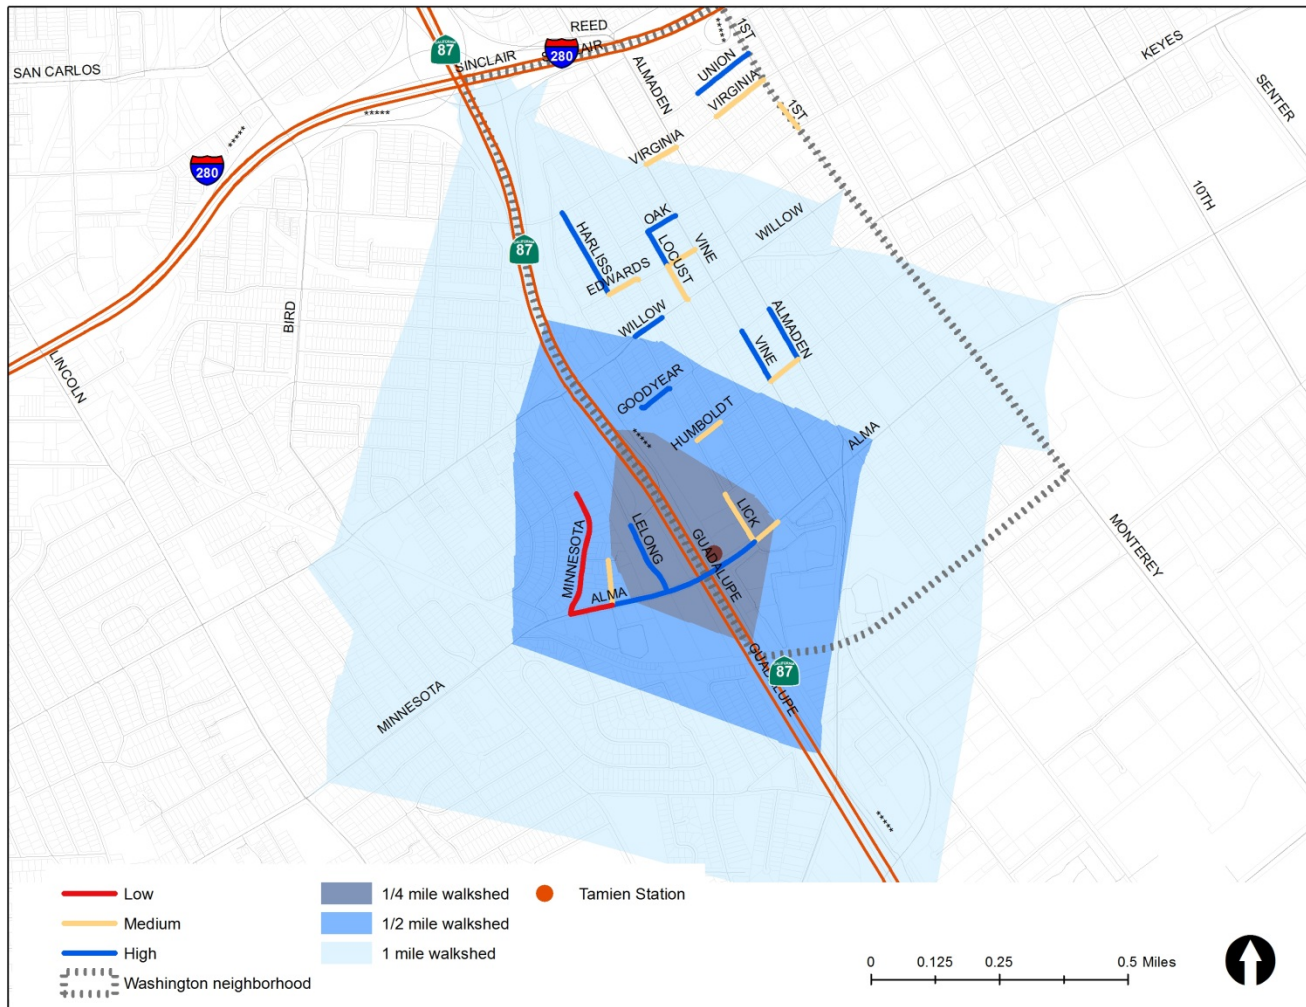 REED
1ST
*****
KEYES
CALIFORNIA
87
SINCLAIR
280
SAN CARLOS
UNION
ALMADEN
VIRGINIA
SENTER
1ST
*****
*****
VIRGINIA
280
10TH
OAK
WILLOW
HARLISS
LOCUST
VINE
87
EDWARDS
BIRD
WILLOW
ALMADEN
VINE
LINCOLN
GOODYEAR
HUMBOLDT
ALMA
*****
LICK
LELONG
MINNESOTA
GUADALUPE
MONTEREY
ALMA
GUADALUPE
CALIFORNIA
87
MINNESOTA
*****
Low
1/4 mile walkshed
Tamien Station
Medium
1/2 mile walkshed
High
1 mile walkshed
Washington neighborhood
0 0.125 0.25 0.5 Miles